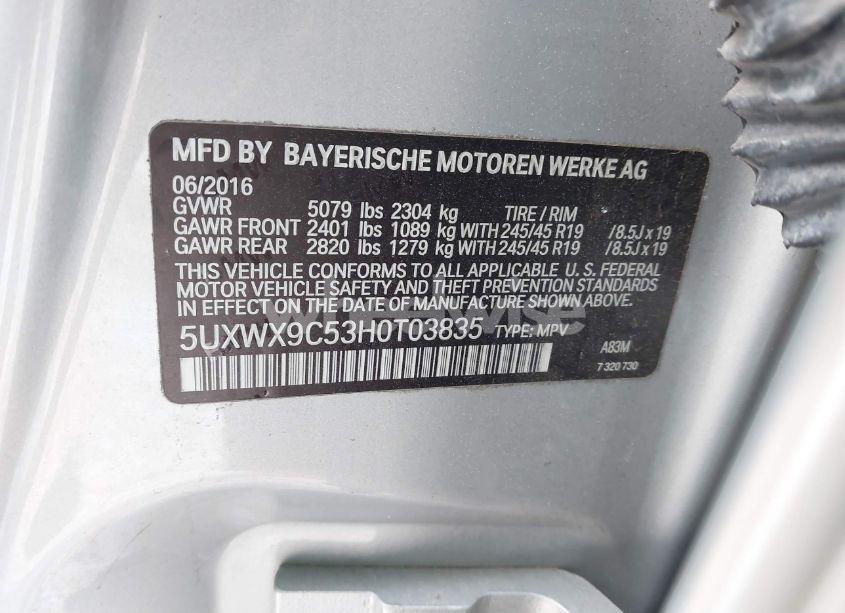 MFD BY BAYERISCHE MOTOREN WERKE AG
06/2016
GVWR 5079 lbs 2304 kg TIRE / RIM
GAWR FRONT 2401 lbs 1089 kg WITH 245/45 R19 /8.5J x 19
GAWR REAR 2820 lbs 1279 kg WITH 245/45 R19 /8.5J x 19
THIS VEHICLE CONFORMS TO ALL APPLICABLE U. S. FEDERAL
MOTOR VEHICLE SAFETY AND THEFT PREVENTION STANDARDS
IN EFFECT ON THE DATE OF MANUFACTURE SHOWN ABOVE.
5UXWX9C53H0T03835 TYPE: MPV
A83M
7 320 730